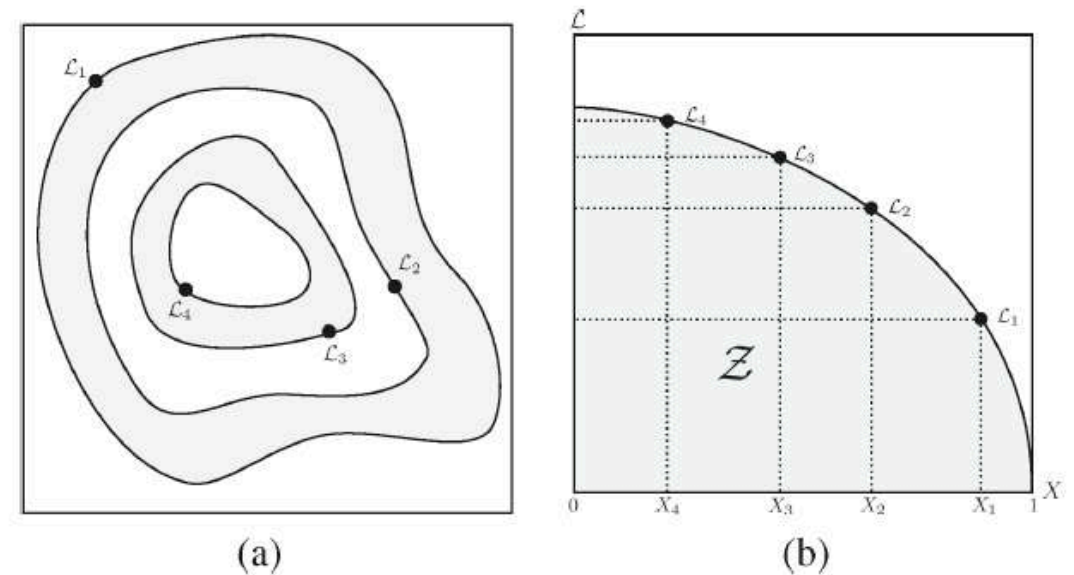 ℒ₁
ℒ₂
ℒ₄
ℒ₃
(a)
ℒ
ℒ₄
ℒ₃
ℒ₂
ℒ₁
𝒵
0 X₄ X₃ X₂ X₁ 1 X
(b)